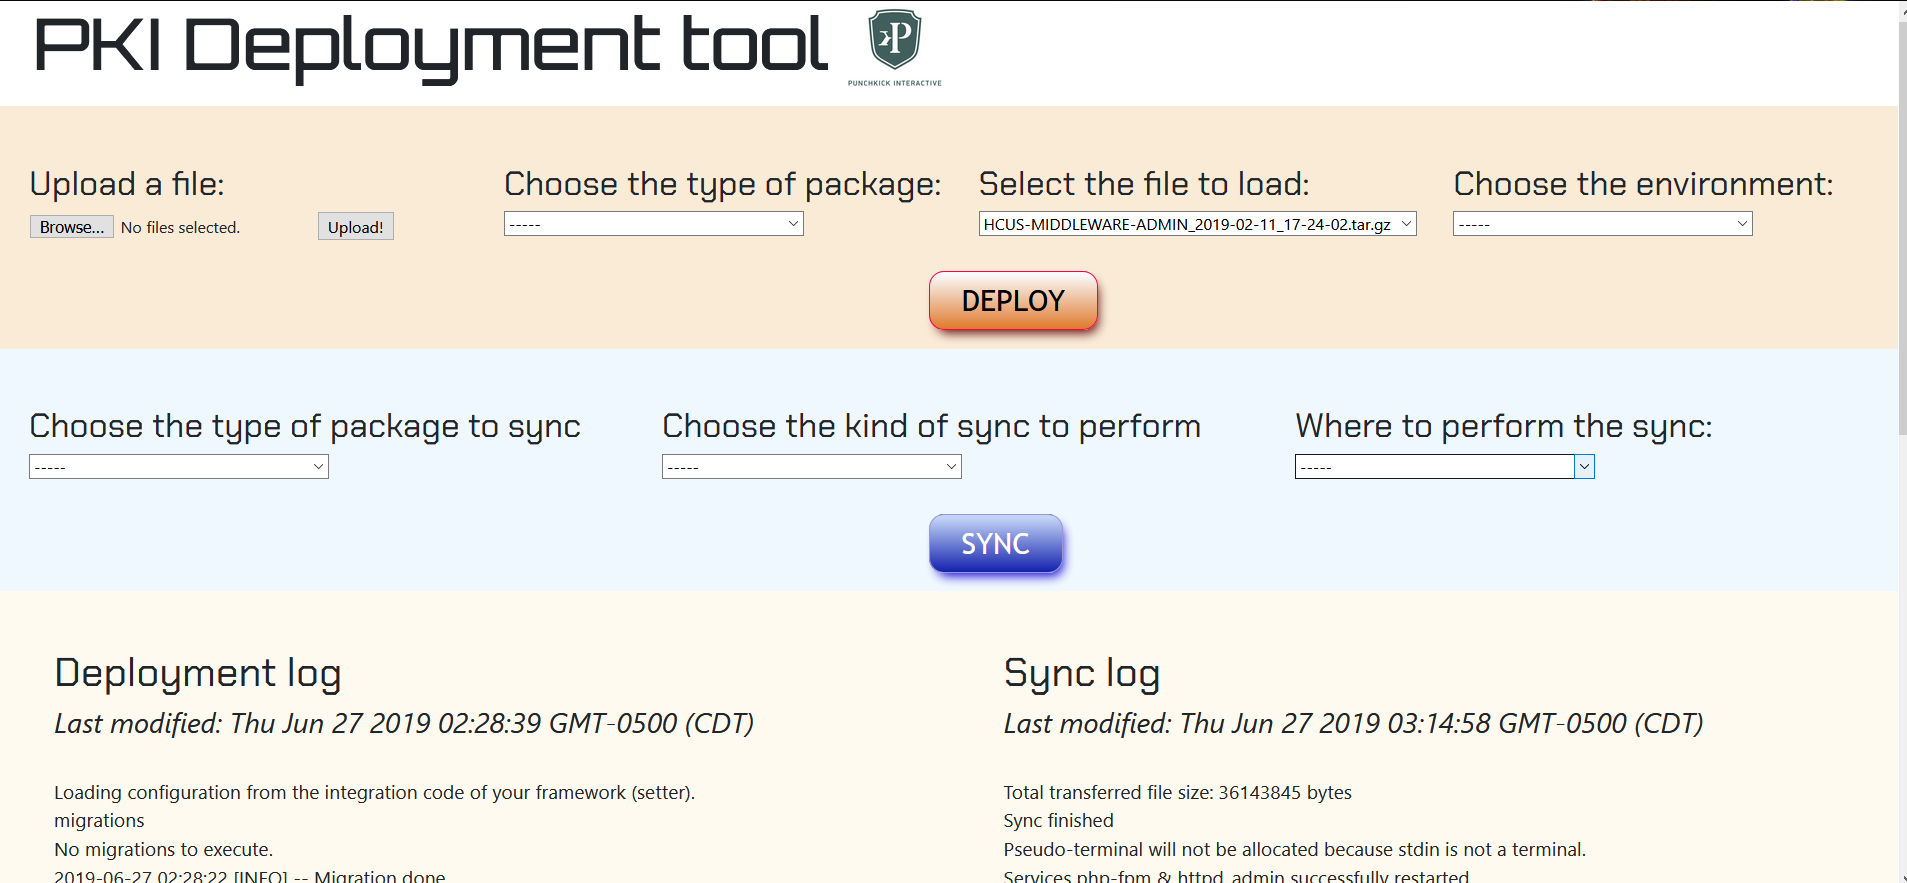 PKI Deployment tool
PUNCHKICK INTERACTIVE
Upload a file:
Browse... No files selected. Upload!
Choose the type of package:
-----
Select the file to load:
HCUS-MIDDLEWARE-ADMIN_2019-02-11_17-24-02.tar.gz
Choose the environment:
-----
DEPLOY
Choose the type of package to sync
-----
Choose the kind of sync to perform
-----
Where to perform the sync:
-----
SYNC
Deployment log
Last modified: Thu Jun 27 2019 02:28:39 GMT-0500 (CDT)
Loading configuration from the integration code of your framework (setter).
migrations
No migrations to execute.
2019-06-27 02:28:22 [INFO] -- Migration done
Sync log
Last modified: Thu Jun 27 2019 03:14:58 GMT-0500 (CDT)
Total transferred file size: 36143845 bytes
Sync finished
Pseudo-terminal will not be allocated because stdin is not a terminal.
Services php-fpm & httpd_admin successfully restarted